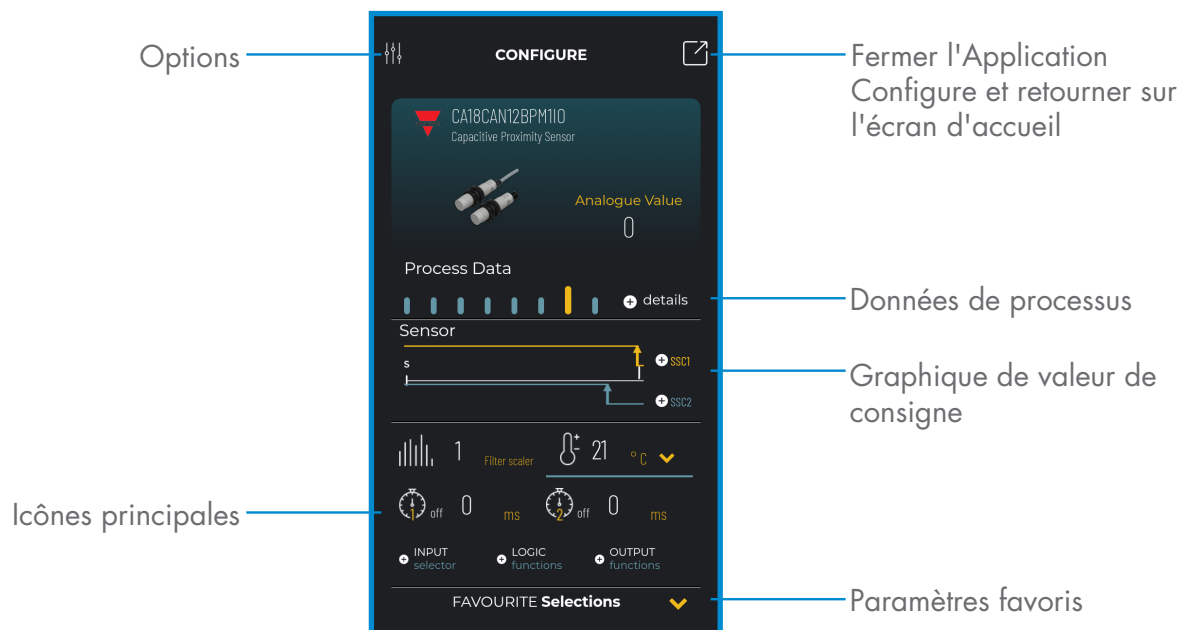 Options
CONFIGURE
Fermer l'Application
Configure et retourner sur
l'écran d'accueil
CA18CAN12BPM1IO
Capacitive Proximity Sensor
Analogue Value
0
Process Data
details
Données de processus
Sensor
s
SSC1
SSC2
Graphique de valeur de
consigne
1 Filter scaler
21 °C
Icônes principales
1 off 0 ms
2 off 0 ms
INPUT
selector
LOGIC
functions
OUTPUT
functions
FAVOURITE Selections
Paramètres favoris